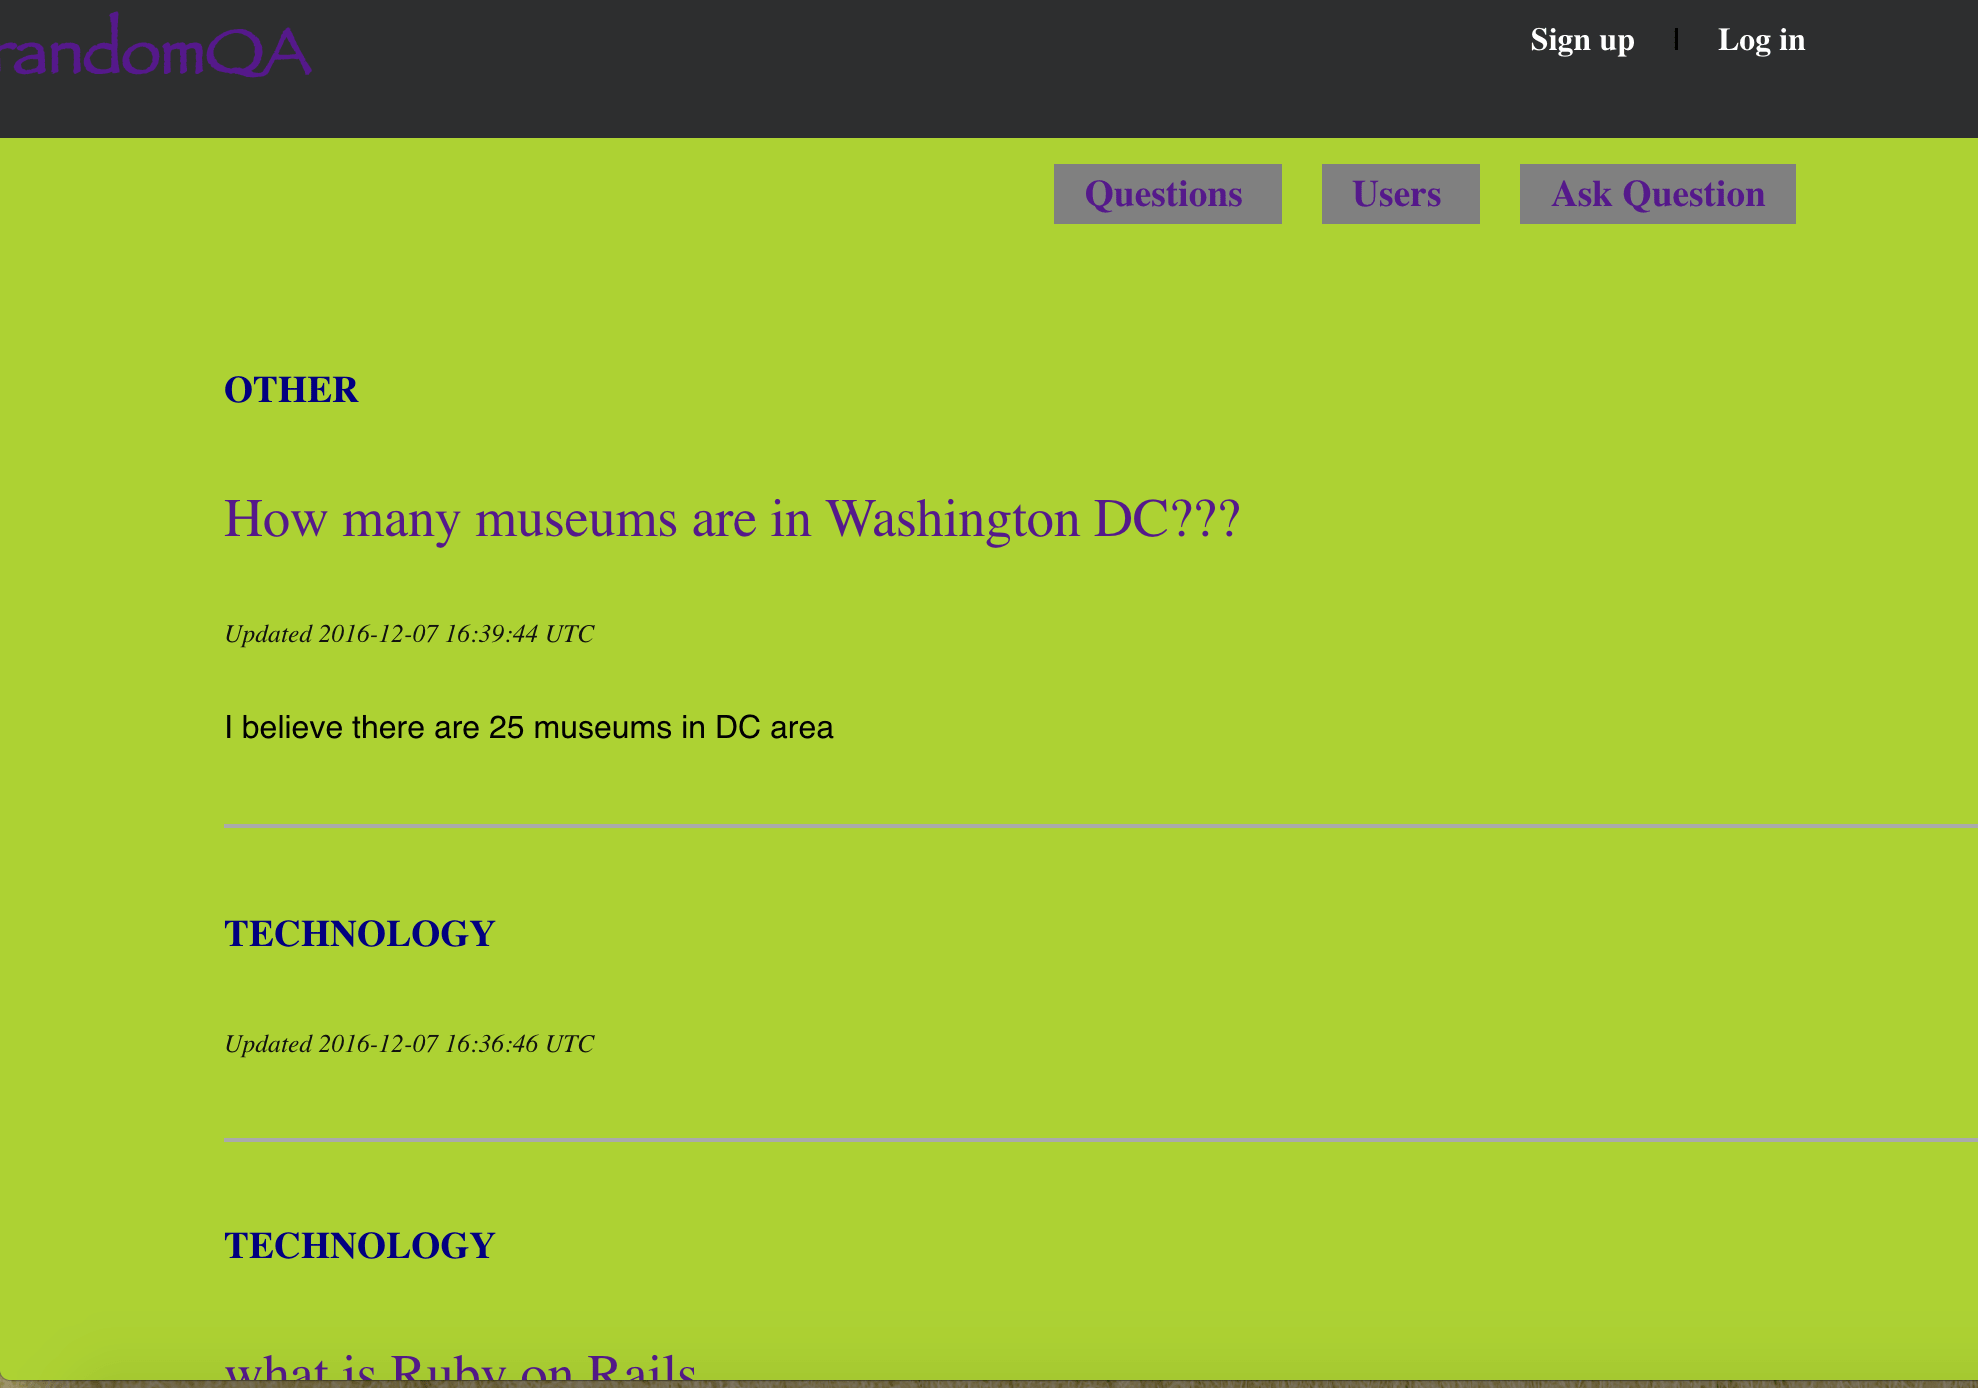 randomQA
Sign up | Log in
Questions Users Ask Question
OTHER
How many museums are in Washington DC???
Updated 2016-12-07 16:39:44 UTC
I believe there are 25 museums in DC area
TECHNOLOGY
Updated 2016-12-07 16:36:46 UTC
TECHNOLOGY
what is Ruby on Rails